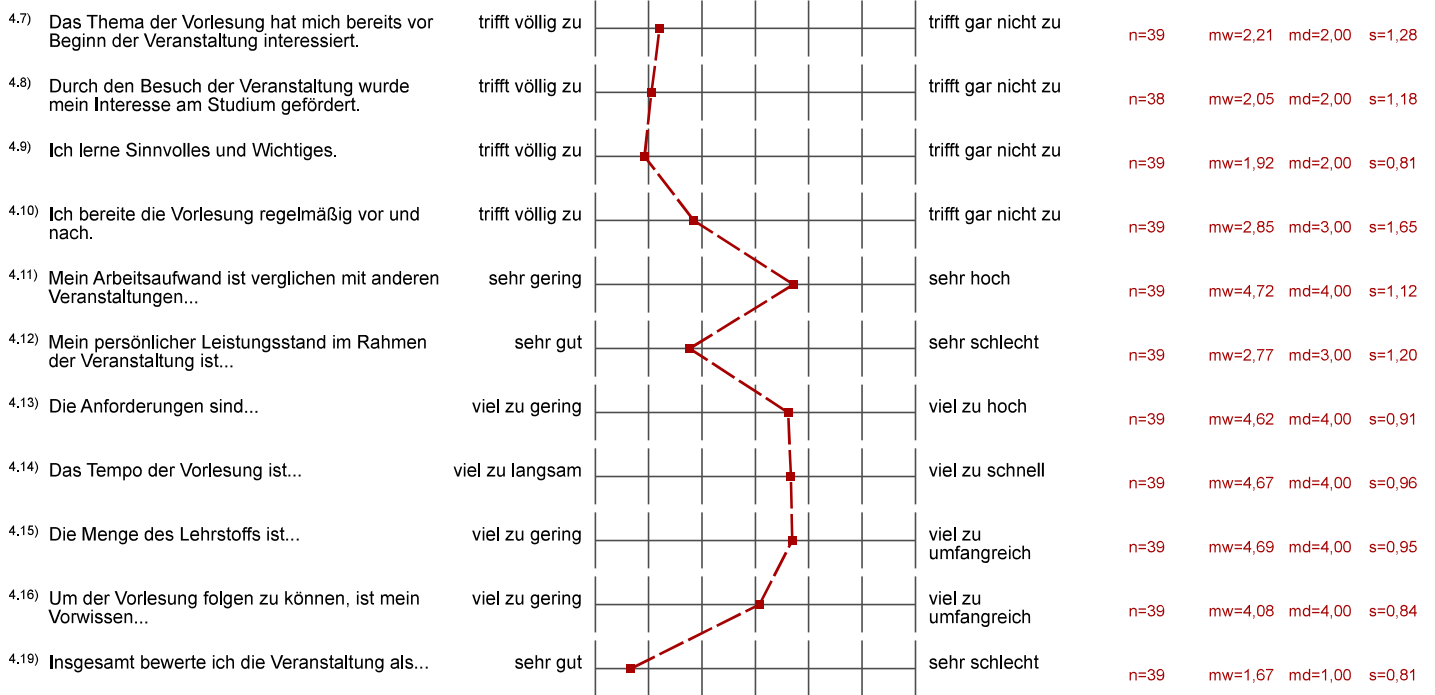 4.7) Das Thema der Vorlesung hat mich bereits vor
Beginn der Veranstaltung interessiert.
trifft völlig zu
trifft gar nicht zu
n=39 mw=2,21 md=2,00 s=1,28
4.8) Durch den Besuch der Veranstaltung wurde
mein Interesse am Studium gefördert.
trifft völlig zu
trifft gar nicht zu
n=38 mw=2,05 md=2,00 s=1,18
4.9) Ich lerne Sinnvolles und Wichtiges.
trifft völlig zu
trifft gar nicht zu
n=39 mw=1,92 md=2,00 s=0,81
4.10) Ich bereite die Vorlesung regelmäßig vor und
nach.
trifft völlig zu
trifft gar nicht zu
n=39 mw=2,85 md=3,00 s=1,65
4.11) Mein Arbeitsaufwand ist verglichen mit anderen
Veranstaltungen...
sehr gering
sehr hoch
n=39 mw=4,72 md=4,00 s=1,12
4.12) Mein persönlicher Leistungsstand im Rahmen
der Veranstaltung ist...
sehr gut
sehr schlecht
n=39 mw=2,77 md=3,00 s=1,20
4.13) Die Anforderungen sind...
viel zu gering
viel zu hoch
n=39 mw=4,62 md=4,00 s=0,91
4.14) Das Tempo der Vorlesung ist...
viel zu langsam
viel zu schnell
n=39 mw=4,67 md=4,00 s=0,96
4.15) Die Menge des Lehrstoffs ist...
viel zu gering
viel zu
umfangreich
n=39 mw=4,69 md=4,00 s=0,95
4.16) Um der Vorlesung folgen zu können, ist mein
Vorwissen...
viel zu gering
viel zu
umfangreich
n=39 mw=4,08 md=4,00 s=0,84
4.19) Insgesamt bewerte ich die Veranstaltung als...
sehr gut
sehr schlecht
n=39 mw=1,67 md=1,00 s=0,81